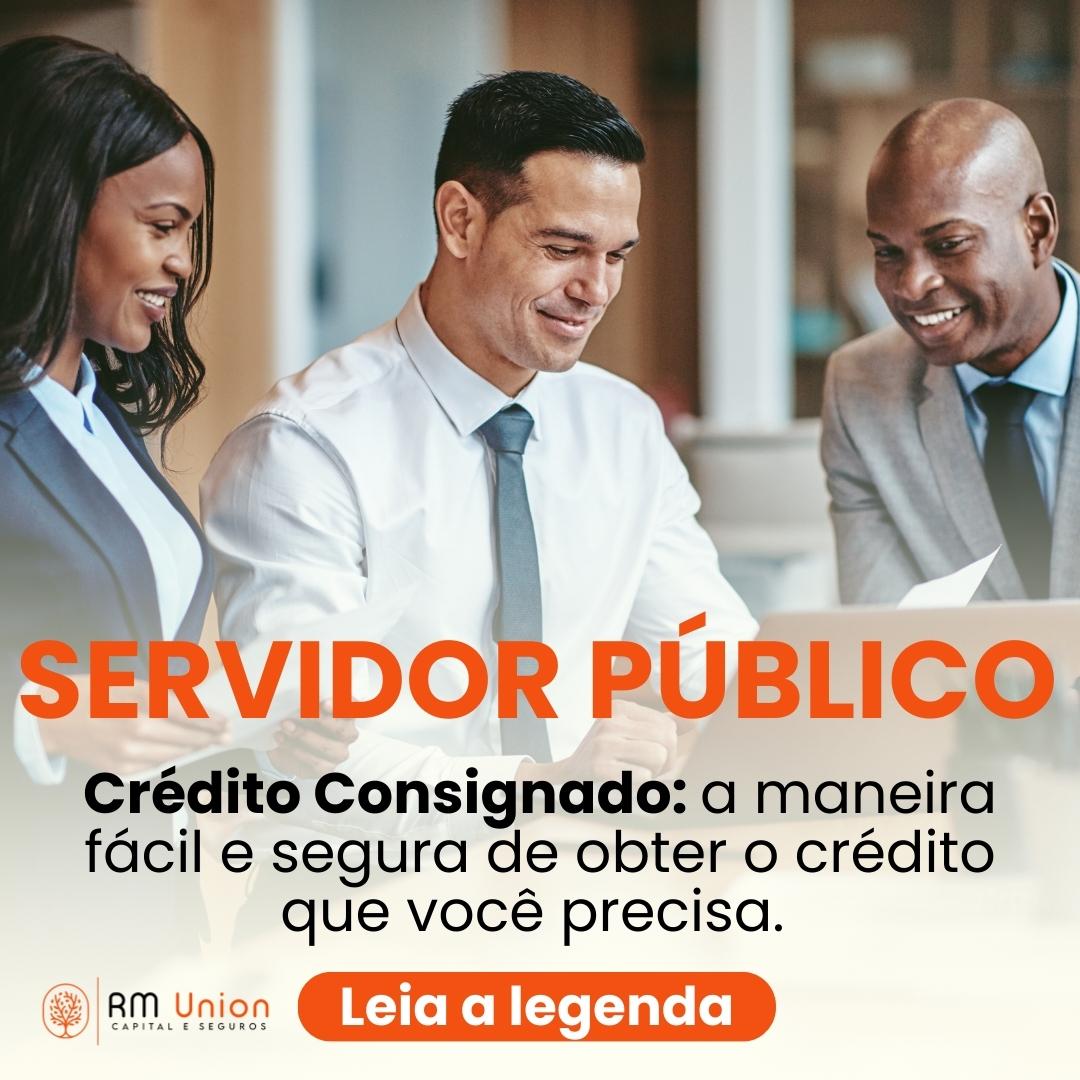 SERVIDOR PÚBLICO
Crédito Consignado: a maneira
fácil e segura de obter o crédito
que você precisa.
RM Union
CAPITAL E SEGUROS
Leia a legenda